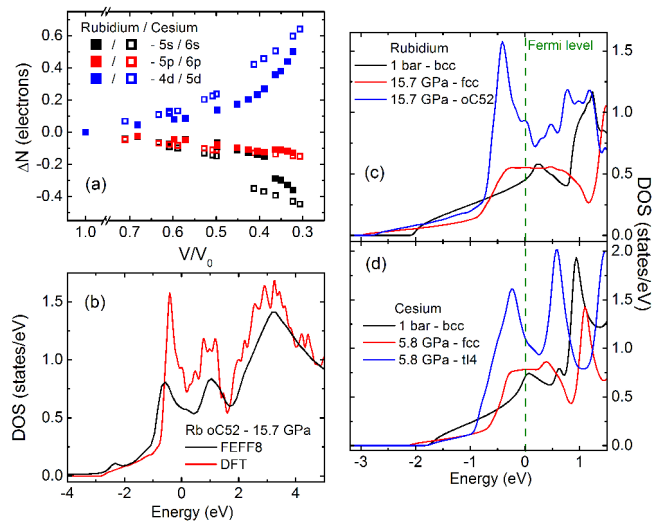 Rubidium / Cesium
/ - 5s / 6s
/ - 5p / 6p
/ - 4d / 5d
0.6
0.4
0.2
0.0
-0.2
-0.4
ΔN (electrons)
(a)
1.0 0.7 0.6 0.5 0.4 0.3
V/V0
1.5
1.0
0.5
0.0
DOS (states/eV)
(b)
Rb oC52 - 15.7 GPa
FEFF8
DFT
-4 -2 0 2 4
Energy (eV)
Rubidium
1 bar - bcc
15.7 GPa - fcc
15.7 GPa - oC52
Fermi level
(c)
1.5
1.0
0.5
0.0
DOS (states/eV)
(d)
Cesium
1 bar - bcc
5.8 GPa - fcc
5.8 GPa - tI4
2.0
1.5
1.0
0.5
0.0
-3 -2 -1 0 1
Energy (eV)